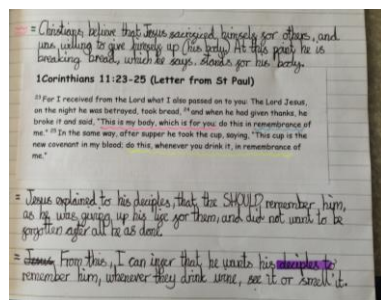 = Christians, believe that Jesus sacrificed, himself for others, and
was willing to give himself up (his body). At this point he is
breaking bread, which he says, stands for his body.
1Corinthians 11:23-25 (Letter from St Paul)
23 For I received from the Lord what I also passed on to you: The Lord Jesus,
on the night he was betrayed, took bread, 24 and when he had given thanks, he
broke it and said, "This is my body, which is for you; do this in remembrance of
me." 25 In the same way, after supper he took the cup, saying, "This cup is the
new covenant in my blood; do this, whenever you drink it, in remembrance of
me."
= Jesus explained to his deciples, that, the SHOULD, remember, him,
as he was giving up his life for them, and did not want to be
forgotten after all he as done.
= From this, I can infer that he wants his deciples to
remember him, whenever they drink wine, see it or smell it.